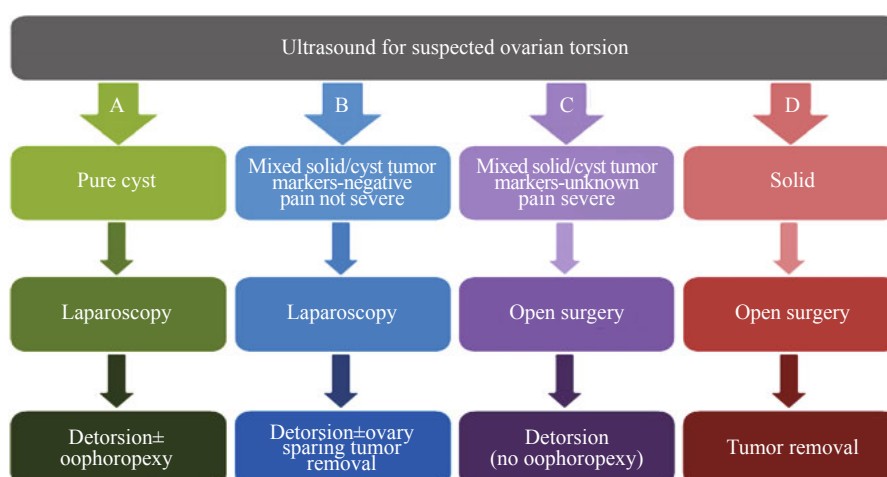 Ultrasound for suspected ovarian torsion
A
B
C
D
Pure cyst
Mixed solid/cyst tumor
markers-negative
pain not severe
Mixed solid/cyst tumor
markers-unknown
pain severe
Solid
Laparoscopy
Laparoscopy
Open surgery
Open surgery
Detorsion±
oophoropexy
Detorsion±ovary
sparing tumor
removal
Detorsion
(no oophoropexy)
Tumor removal